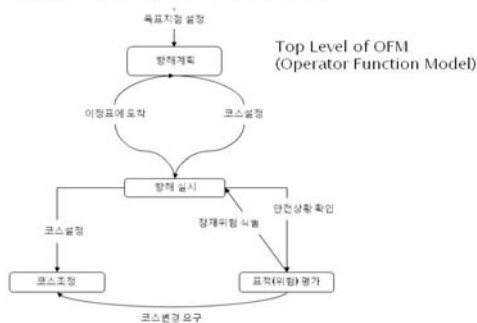 목표지점 설정
Top Level of OFM
(Operator Function Model)
항해계획
이정표에 도착
코스설정
항해 실시
안전상황 확인
잠재위험 식별
코스설정
코스조정
표적(위험) 평가
코스변경 요구